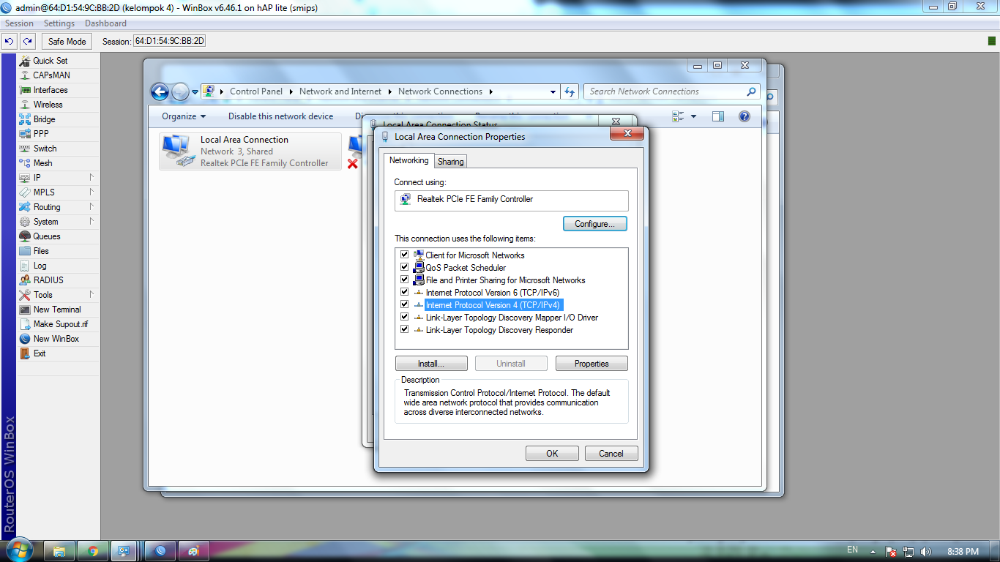 admin@64:D1:54:9C:BB:2D (kelompok 4) - WinBox v6.46.1 on hAP lite (smips)
Session Settings Dashboard
Safe Mode Session: 64:D1:54:9C:BB:2D
Quick Set
CAPsMAN
Interfaces
Wireless
Bridge
PPP
Switch
Mesh
IP
MPLS
Routing
System
Queues
Files
Log
RADIUS
Tools
New Terminal
Make Supout.rif
New WinBox
Exit
RouterOS WinBox
Control Panel Network and Internet Network Connections
Search Network Connections
Organize Disable this network device
Local Area Connection
Network 3, Shared
Realtek PCIe FE Family Controller
Local Area Connection Status
Local Area Connection Properties
Networking Sharing
Connect using:
Realtek PCIe FE Family Controller
Configure...
This connection uses the following items:
Client for Microsoft Networks
QoS Packet Scheduler
File and Printer Sharing for Microsoft Networks
Internet Protocol Version 6 (TCP/IPv6)
Internet Protocol Version 4 (TCP/IPv4)
Link-Layer Topology Discovery Mapper I/O Driver
Link-Layer Topology Discovery Responder
Install... Uninstall Properties
Description
Transmission Control Protocol/Internet Protocol. The default
wide area network protocol that provides communication
across diverse interconnected networks.
OK Cancel
EN 8:38 PM